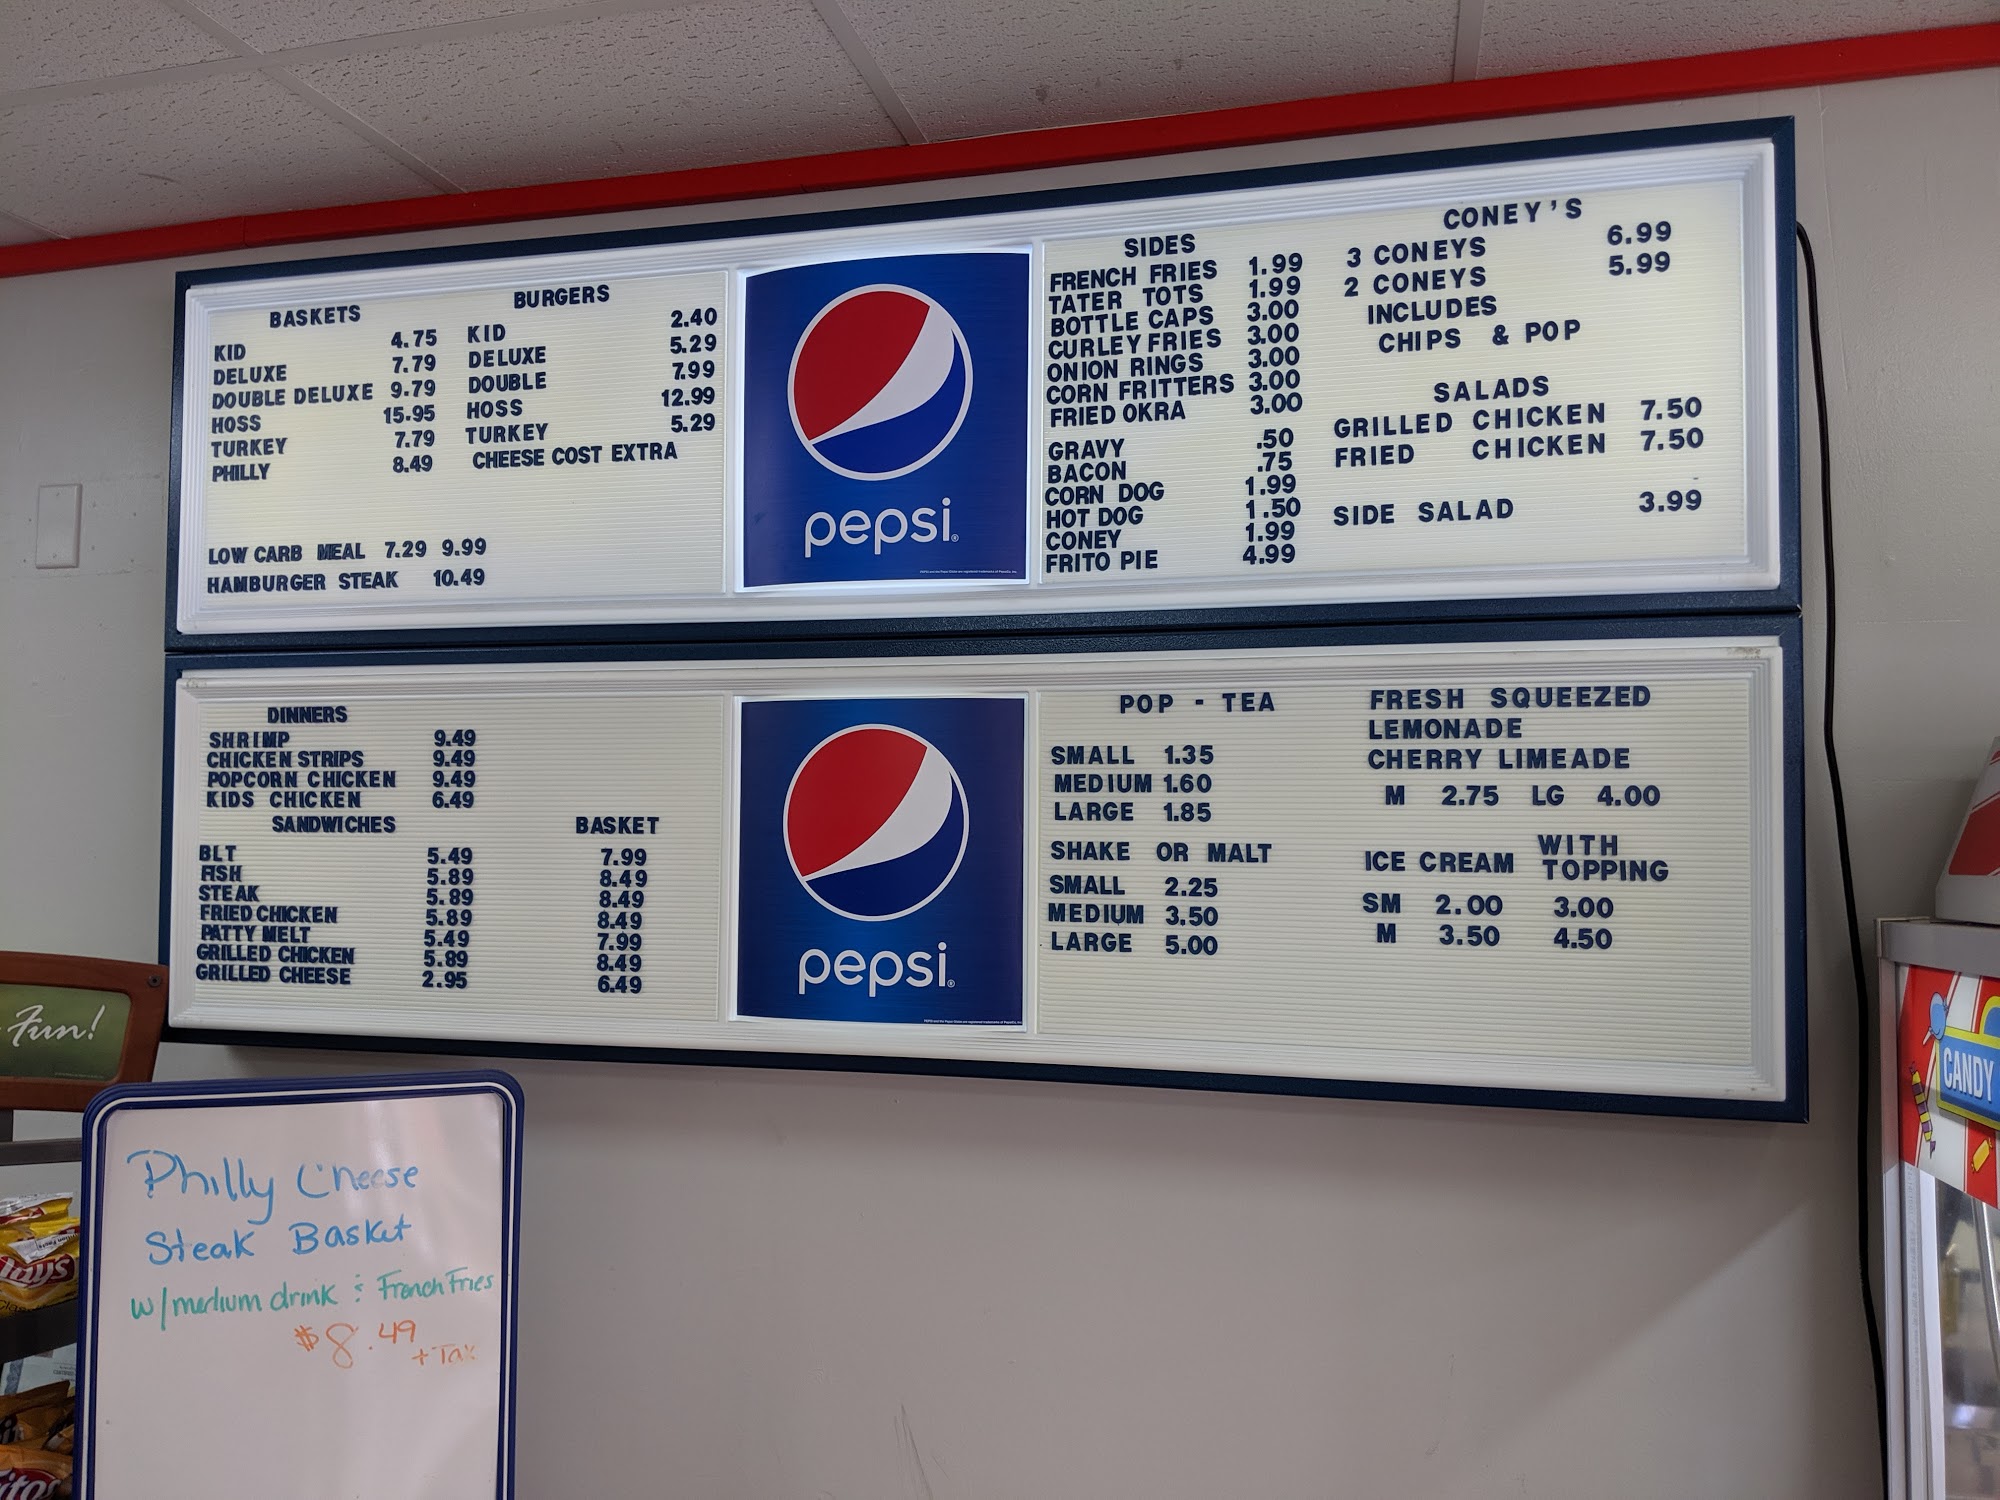 BASKETS
KID 4.75
DELUXE 7.79
DOUBLE DELUXE 9.79
HOSS 15.95
TURKEY 7.79
PHILLY 8.49
LOW CARB MEAL 7.29 9.99
HAMBURGER STEAK 10.49
BURGERS
KID 2.40
DELUXE 5.29
DOUBLE 7.99
HOSS 12.99
TURKEY 5.29
CHEESE COST EXTRA
pepsi
SIDES
FRENCH FRIES 1.99
TATER TOTS 1.99
BOTTLE CAPS 3.00
CURLEY FRIES 3.00
ONION RINGS 3.00
CORN FRITTERS 3.00
FRIED OKRA 3.00
GRAVY .50
BACON .75
CORN DOG 1.99
HOT DOG 1.50
CONEY 1.99
FRITO PIE 4.99
CONEY'S
3 CONEYS 6.99
2 CONEYS 5.99
INCLUDES
CHIPS & POP
SALADS
GRILLED CHICKEN 7.50
FRIED CHICKEN 7.50
SIDE SALAD 3.99
DINNERS
SHRIMP 9.49
CHICKEN STRIPS 9.49
POPCORN CHICKEN 9.49
KIDS CHICKEN 6.49
SANDWICHES BASKET
BLT 5.49 7.99
FISH 5.89 8.49
STEAK 5.89 8.49
FRIED CHICKEN 5.89 8.49
PATTY MELT 5.49 7.99
GRILLED CHICKEN 5.89 8.49
GRILLED CHEESE 2.95 6.49
pepsi
POP - TEA
SMALL 1.35
MEDIUM 1.60
LARGE 1.85
SHAKE OR MALT
SMALL 2.25
MEDIUM 3.50
LARGE 5.00
FRESH SQUEEZED
LEMONADE
CHERRY LIMEADE
M 2.75 LG 4.00
ICE CREAM WITH TOPPING
SM 2.00 3.00
M 3.50 4.50
Fun!
CANDY
Philly Cheese
Steak Basket
w/medium drink & French Fries
$8.49
+ Tax
Lay's